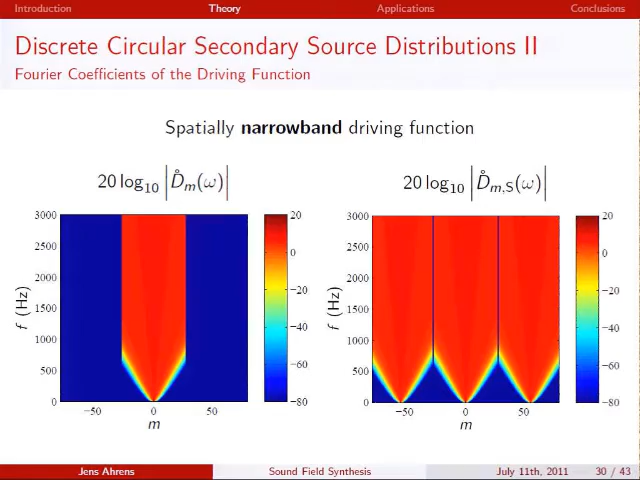 Introduction Theory Applications Conclusions
Discrete Circular Secondary Source Distributions II
Fourier Coefficients of the Driving Function
Spatially narrowband driving function
20 log₁₀ |D̊ₘ(ω)|
20 log₁₀ |D̊ₘ,S(ω)|
3000
2500
2000
1500
1000
500
0
f (Hz)
−50 0 50
m
20
0
−20
−40
−60
−80
3000
2500
2000
1500
1000
500
0
f (Hz)
−50 0 50
m
20
0
−20
−40
−60
−80
Jens Ahrens Sound Field Synthesis July 11th, 2011 30 / 43